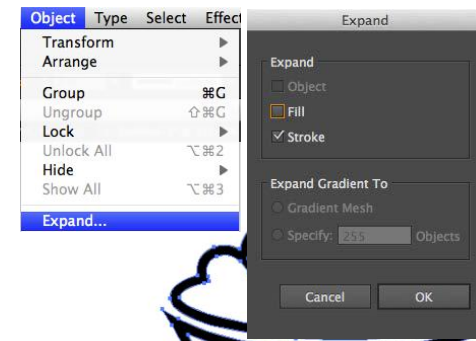 Object Type Select Effec
Transform
Arrange
Group ⌘G
Ungroup ⇧⌘G
Lock
Unlock All ⌥⌘2
Hide
Show All ⌥⌘3
Expand...
Expand
Expand
Object
Fill
Stroke
Expand Gradient To
Gradient Mesh
Specify: 255 Objects
Cancel OK